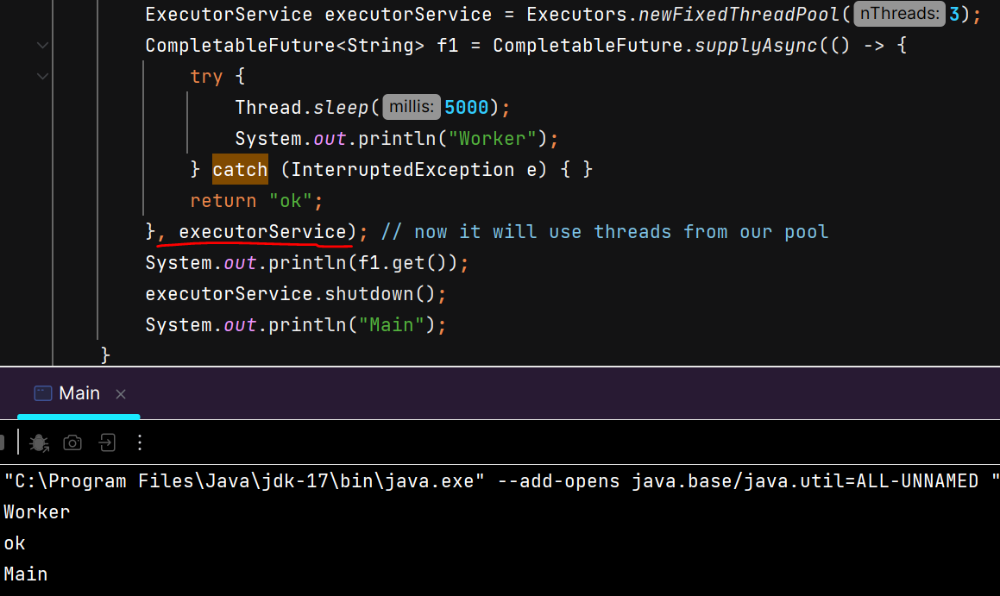 ExecutorService executorService = Executors.newFixedThreadPool( nThreads: 3);
CompletableFuture<String> f1 = CompletableFuture.supplyAsync(() -> {
try {
Thread.sleep( millis: 5000);
System.out.println("Worker");
} catch (InterruptedException e) { }
return "ok";
}, executorService); // now it will use threads from our pool
System.out.println(f1.get());
executorService.shutdown();
System.out.println("Main");
}
Main ×
"C:\Program Files\Java\jdk-17\bin\java.exe" --add-opens java.base/java.util=ALL-UNNAMED "
Worker
ok
Main